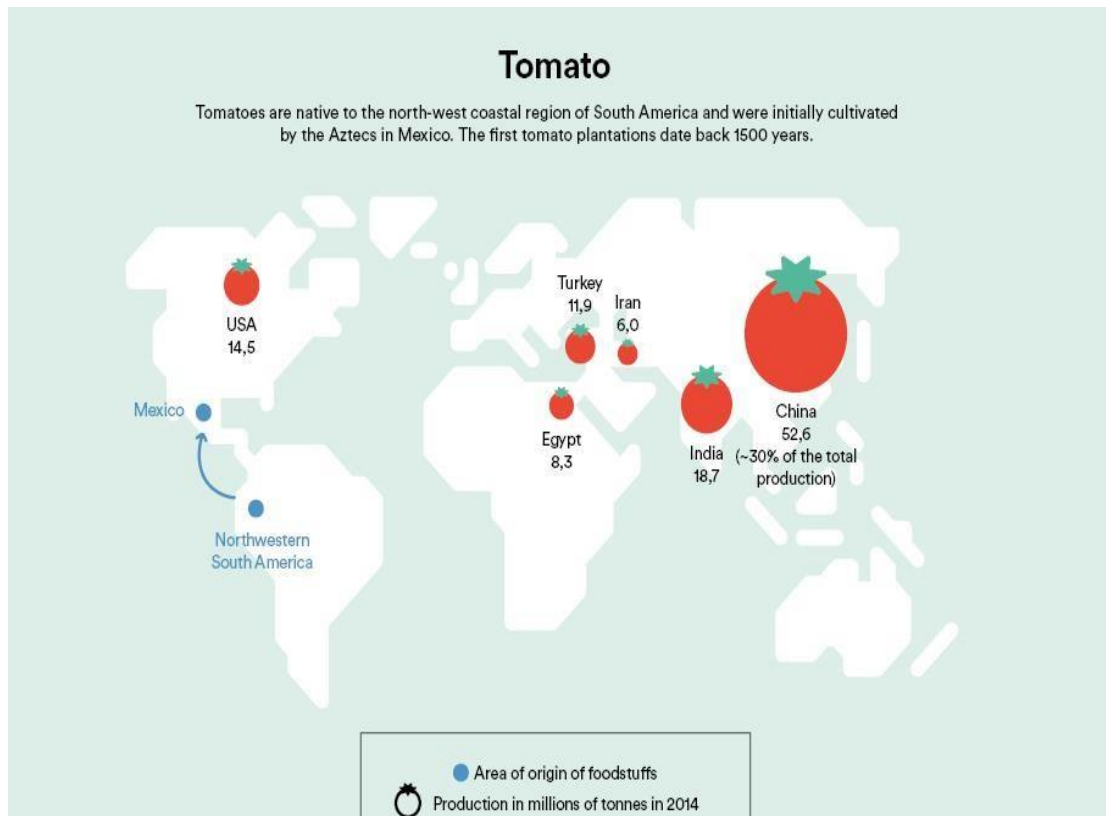 Tomato
Tomatoes are native to the north-west coastal region of South America and were initially cultivated
by the Aztecs in Mexico. The first tomato plantations date back 1500 years.
USA
14,5
Turkey
11,9
Iran
6,0
Mexico
Egypt
8,3
India
18,7
China
52,6
(~30% of the total
production)
Northwestern
South America
Area of origin of foodstuffs
Production in millions of tonnes in 2014